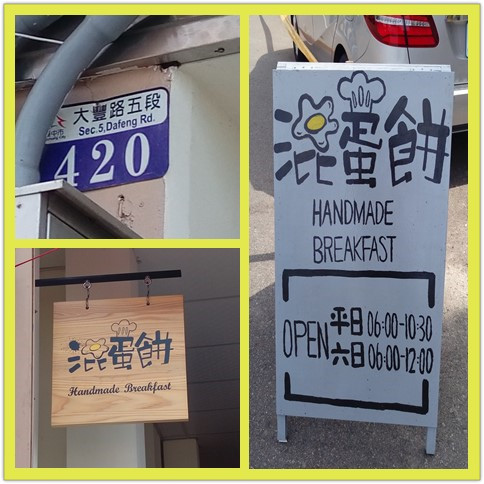 大豐路五段
Sec.5,Dafeng Rd.
420
混蛋餅
Handmade Breakfast
混蛋餅
HANDMADE
BREAKFAST
OPEN
平日 06:00-10:30
六日 06:00-12:00